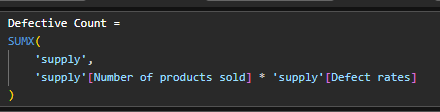 Defective Count =
SUMX(
'supply',
'supply'[Number of products sold] * 'supply'[Defect rates]
)